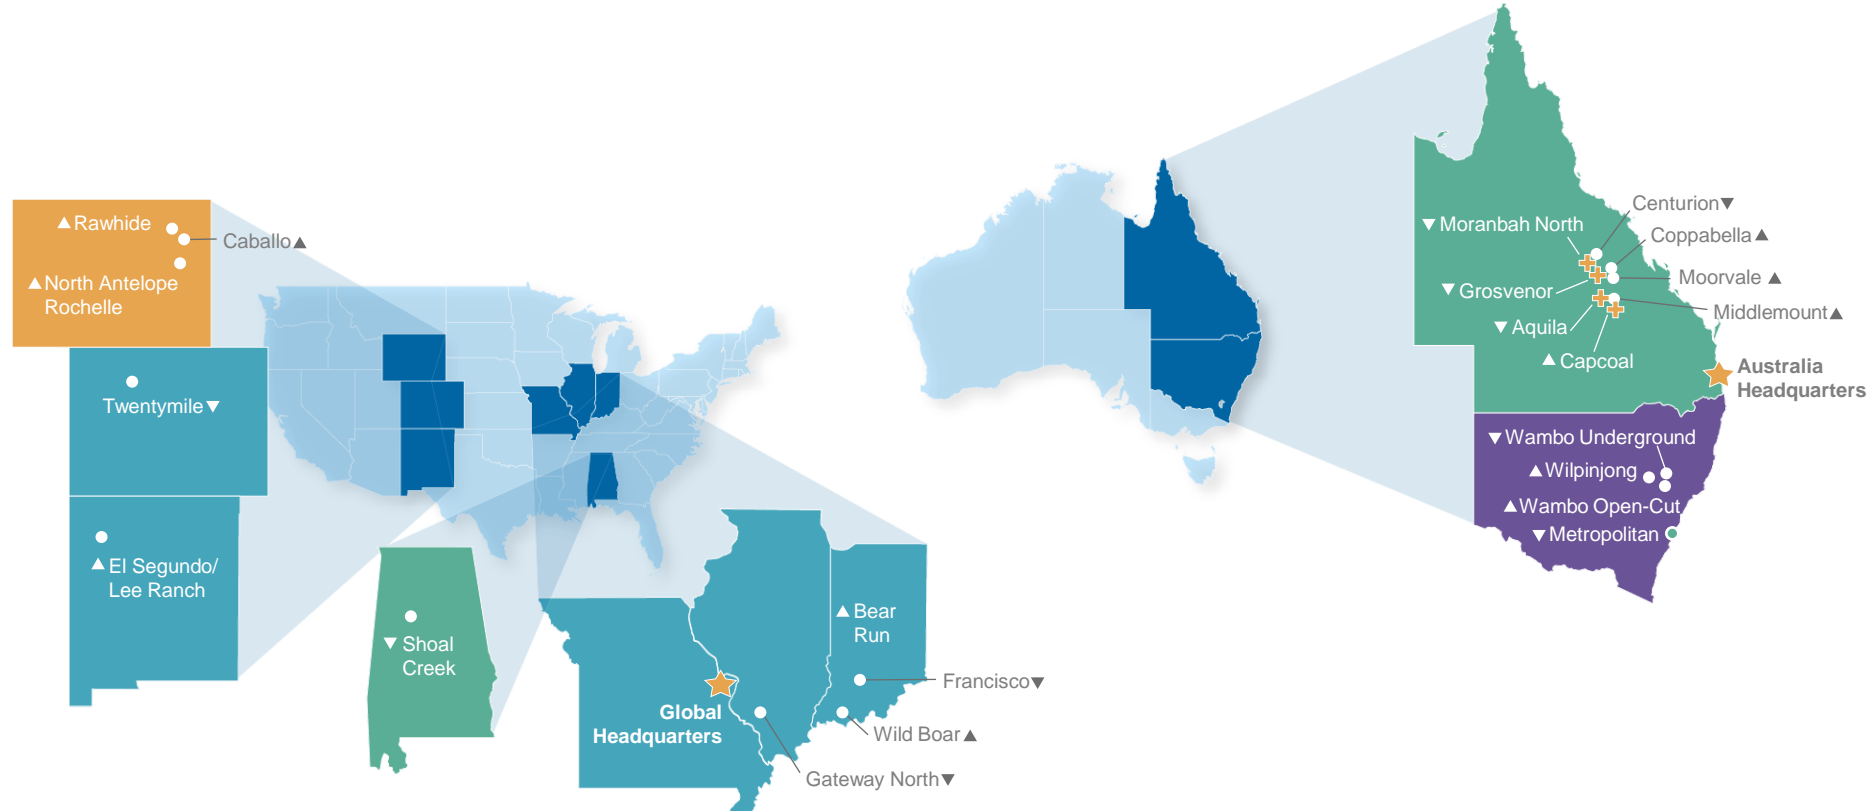 ▲Rawhide
Caballo▲
▲North Antelope
Rochelle
Twentymile▼
▲El Segundo/
Lee Ranch
▼ Shoal
Creek
▲Bear
Run
Francisco▼
Global
Headquarters
Wild Boar▲
Gateway North▼
Centurion▼
▼Moranbah North
Coppabella▲
Moorvale ▲
▼Grosvenor
Middlemount▲
▼Aquila
▲Capcoal
Australia
Headquarters
▼Wambo Underground
▲Wilpinjong
▲Wambo Open-Cut
▼Metropolitan